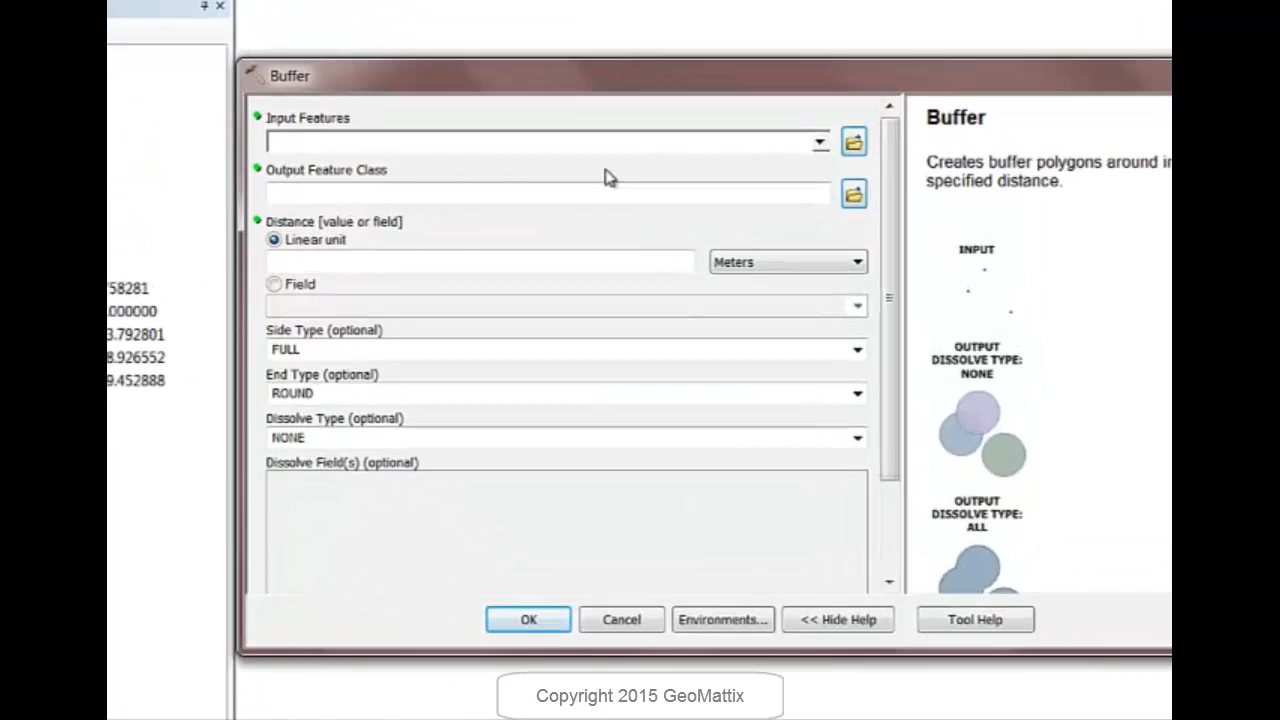 Buffer
Input Features
Output Feature Class
Distance [value or field]
Linear unit
Meters
Field
Side Type (optional)
FULL
End Type (optional)
ROUND
Dissolve Type (optional)
NONE
Dissolve Field(s) (optional)
OK
Cancel
Environments...
<< Hide Help
Tool Help
Buffer
Creates buffer polygons around in
specified distance.
INPUT
OUTPUT
DISSOLVE TYPE:
NONE
OUTPUT
DISSOLVE TYPE:
ALL
58281
.000000
3.792801
8.926552
9.452888
Copyright 2015 GeoMattix